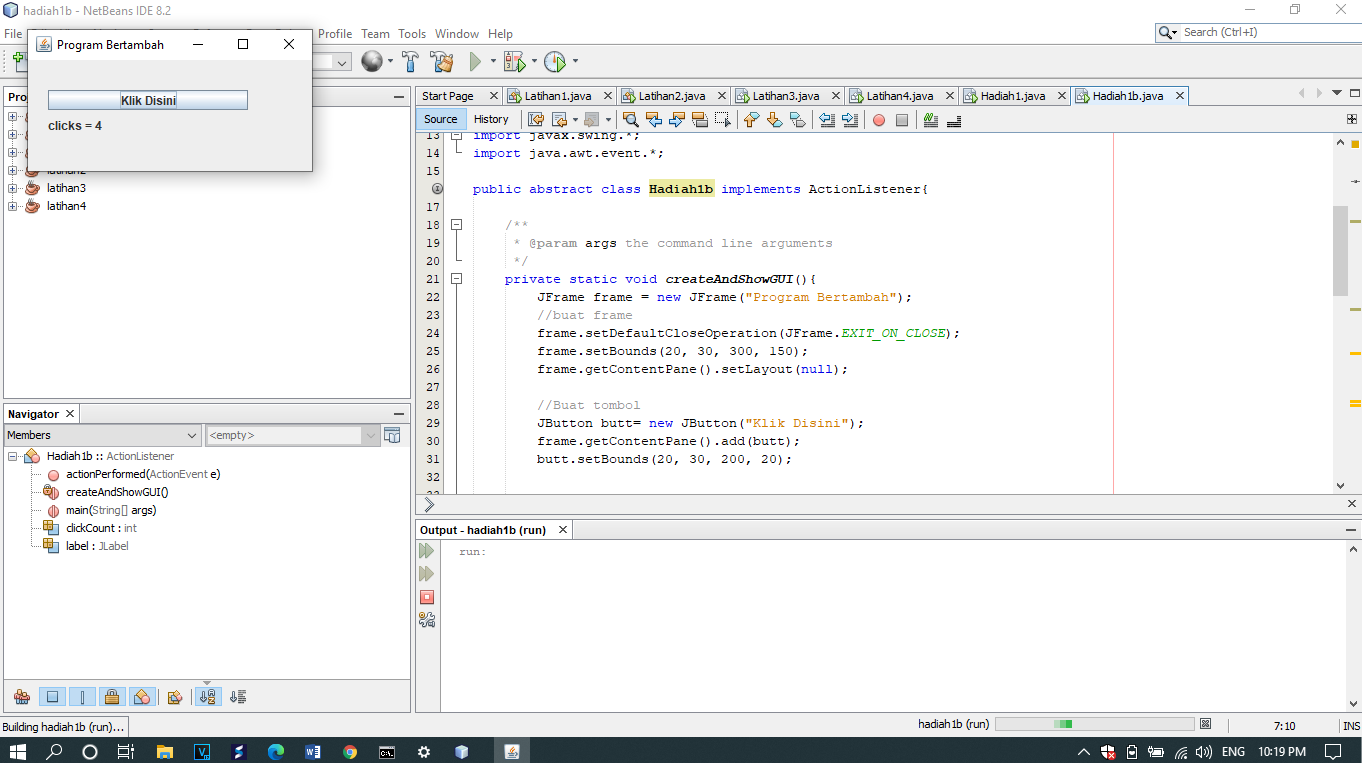 hadiah1b - NetBeans IDE 8.2
File
Profile Team Tools Window Help
Search (Ctrl+I)
Program Bertambah
Klik Disini
clicks = 4
latihan3
latihan4
Start Page
Latihan1.java
Latihan2.java
Latihan3.java
Latihan4.java
Hadiah1.java
Hadiah1b.java
Source History
13 import javax.swing.*;
14 import java.awt.event.*;
15
public abstract class Hadiah1b implements ActionListener{
17
18 /**
19 * @param args the command line arguments
20 */
21 private static void createAndShowGUI(){
22 JFrame frame = new JFrame("Program Bertambah");
23 //buat frame
24 frame.setDefaultCloseOperation(JFrame.EXIT_ON_CLOSE);
25 frame.setBounds(20, 30, 300, 150);
26 frame.getContentPane().setLayout(null);
27
28 //Buat tombol
29 JButton butt= new JButton("Klik Disini");
30 frame.getContentPane().add(butt);
31 butt.setBounds(20, 30, 200, 20);
32
Navigator
Members
<empty>
Hadiah1b :: ActionListener
actionPerformed(ActionEvent e)
createAndShowGUI()
main(String[] args)
clickCount : int
label : JLabel
Output - hadiah1b (run)
run:
Building hadiah1b (run)...
hadiah1b (run)
7:10
INS
ENG
10:19 PM